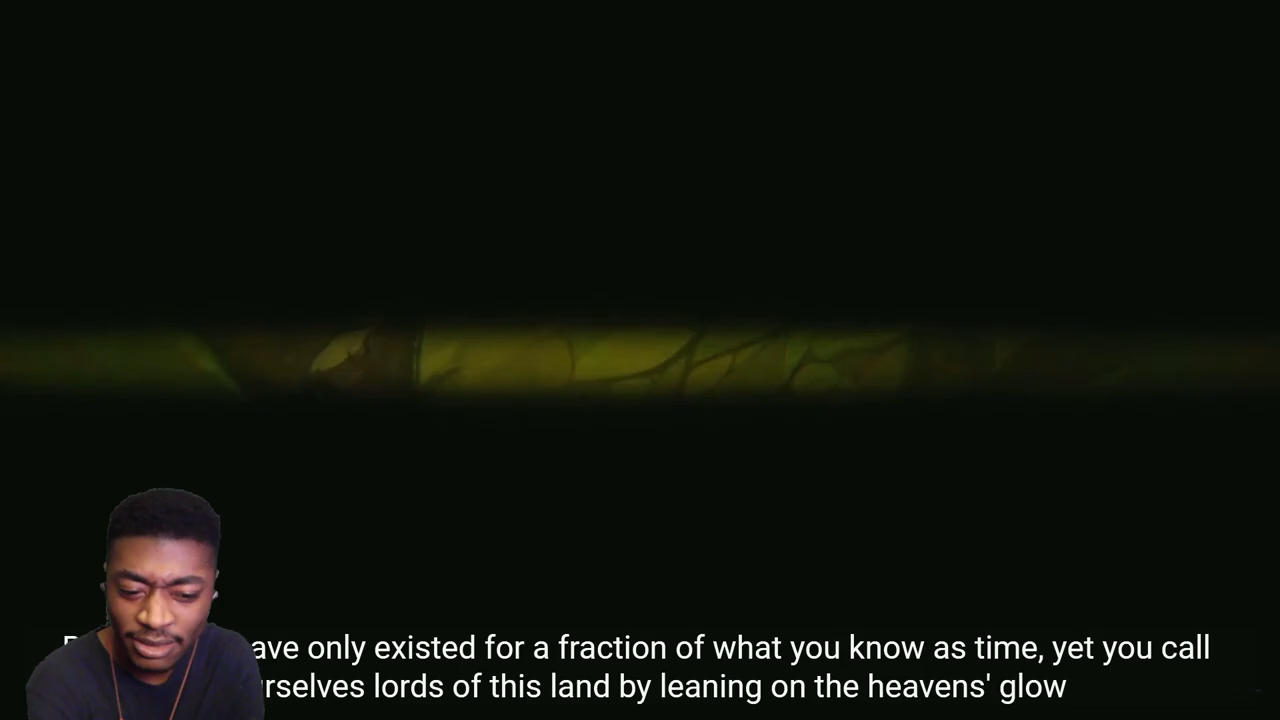 ave only existed for a fraction of what you know as time, yet you call
urselves lords of this land by leaning on the heavens' glow